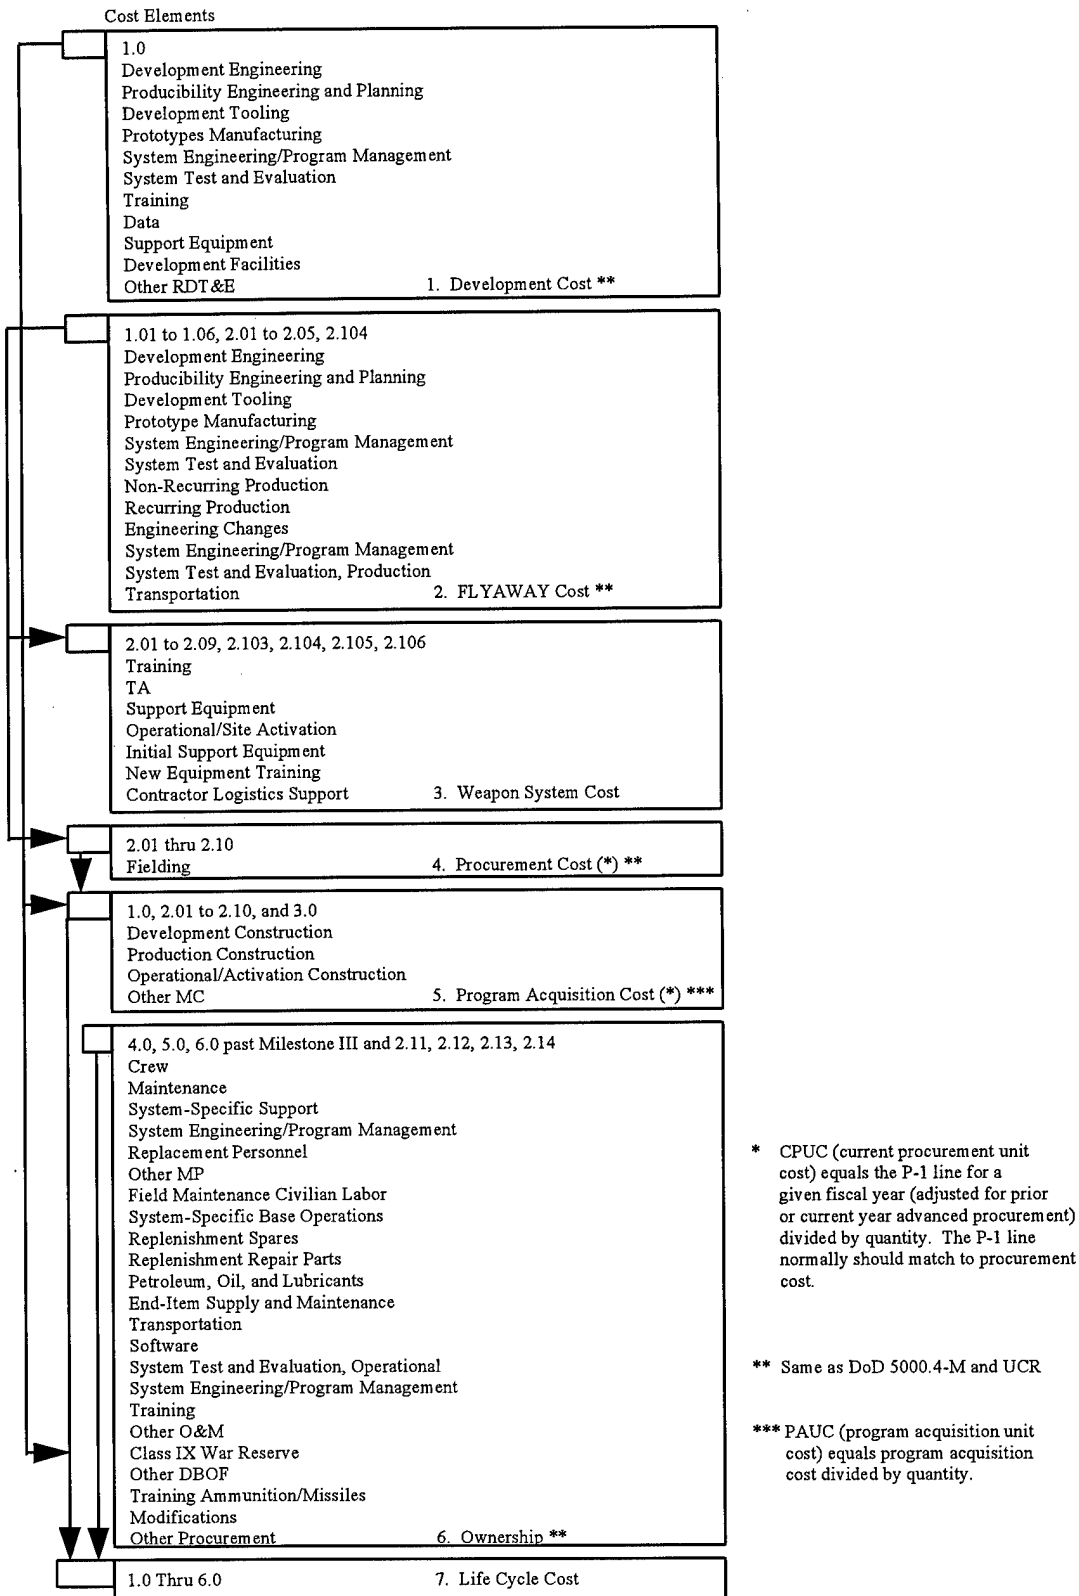 Cost Elements
1.0
Development Engineering
Producibility Engineering and Planning
Development Tooling
Prototypes Manufacturing
System Engineering/Program Management
System Test and Evaluation
Training
Data
Support Equipment
Development Facilities
Other RDT&E 1. Development Cost **
1.01 to 1.06, 2.01 to 2.05, 2.104
Development Engineering
Producibility Engineering and Planning
Development Tooling
Prototype Manufacturing
System Engineering/Program Management
System Test and Evaluation
Non-Recurring Production
Recurring Production
Engineering Changes
System Engineering/Program Management
System Test and Evaluation, Production
Transportation 2. FLYAWAY Cost **
2.01 to 2.09, 2.103, 2.104, 2.105, 2.106
Training
TA
Support Equipment
Operational/Site Activation
Initial Support Equipment
New Equipment Training
Contractor Logistics Support 3. Weapon System Cost
2.01 thru 2.10
Fielding 4. Procurement Cost (*) **
1.0, 2.01 to 2.10, and 3.0
Development Construction
Production Construction
Operational/Activation Construction
Other MC 5. Program Acquisition Cost (*) ***
4.0, 5.0, 6.0 past Milestone III and 2.11, 2.12, 2.13, 2.14
Crew
Maintenance
System-Specific Support
System Engineering/Program Management
Replacement Personnel
Other MP
Field Maintenance Civilian Labor
System-Specific Base Operations
Replenishment Spares
Replenishment Repair Parts
Petroleum, Oil, and Lubricants
End-Item Supply and Maintenance
Transportation
Software
System Test and Evaluation, Operational
System Engineering/Program Management
Training
Other O&M
Class IX War Reserve
Other DBOF
Training Ammunition/Missiles
Modifications
Other Procurement 6. Ownership **
1.0 Thru 6.0 7. Life Cycle Cost
* CPUC (current procurement unit
cost) equals the P-1 line for a
given fiscal year (adjusted for prior
or current year advanced procurement)
divided by quantity. The P-1 line
normally should match to procurement
cost.
** Same as DoD 5000.4-M and UCR
*** PAUC (program acquisition unit
cost) equals program acquisition
cost divided by quantity.